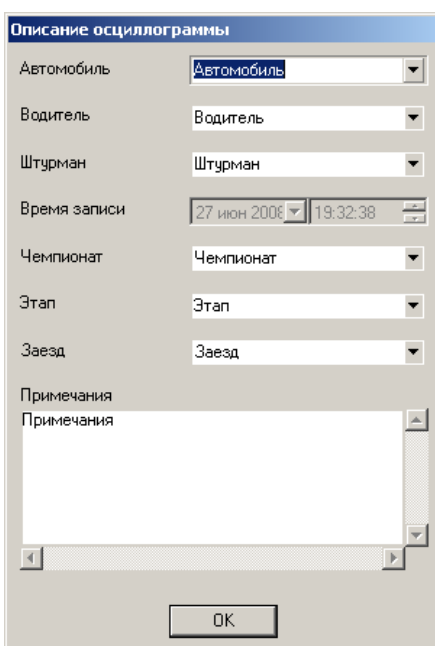 Описание осциллограммы
Автомобиль Автомобиль
Водитель Водитель
Штурман Штурман
Время записи 27 июн 2008 19:32:38
Чемпионат Чемпионат
Этап Этап
Заезд Заезд
Примечания
Примечания
OK